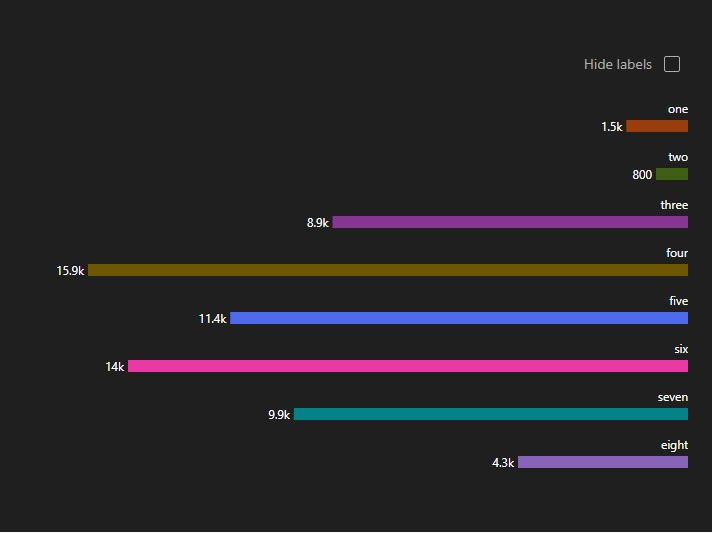 Hide labels
one
1.5k
two
800
three
8.9k
four
15.9k
five
11.4k
six
14k
seven
9.9k
eight
4.3k